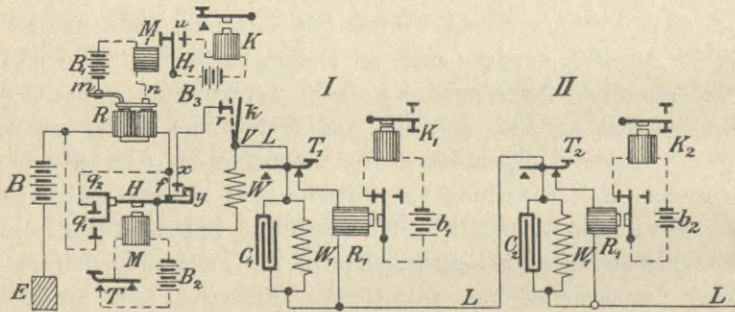 M₁ u K
B₁ H₁
m n B₃ I II
R r k K₁ K₂
V L T₁ T₂
B q₂ H f x y W
q₁ b₁ b₂
M C₁ W₁ R₁ C₂ W₁ R₁
B₂
E T L L